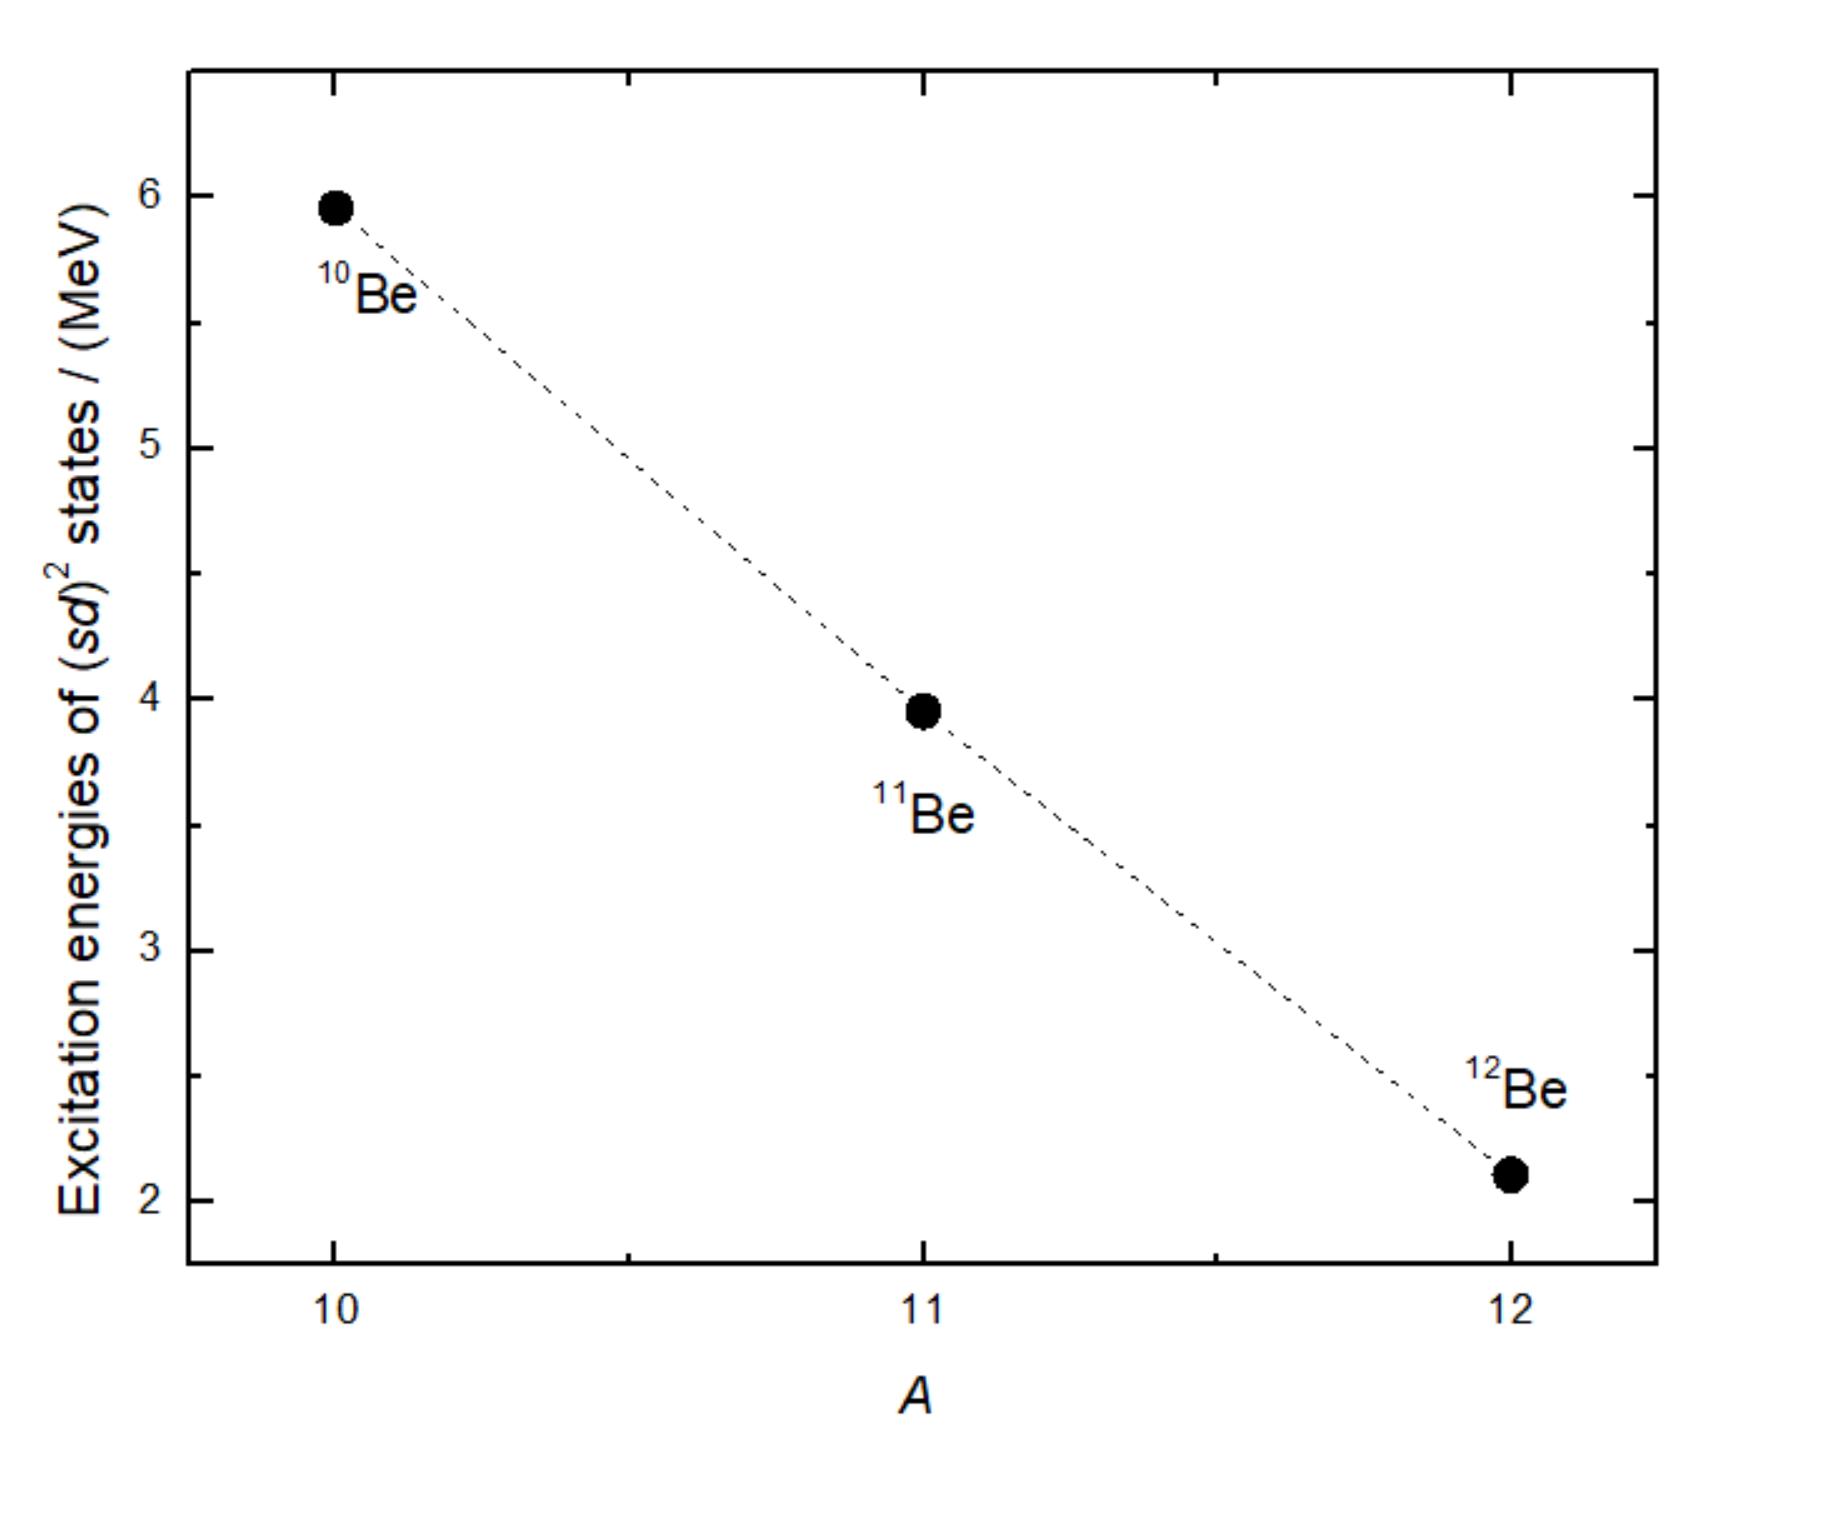 Excitation energies of (sd)² states / (MeV)
6
5
4
3
2
¹⁰Be
¹¹Be
¹²Be
10 11 12
A